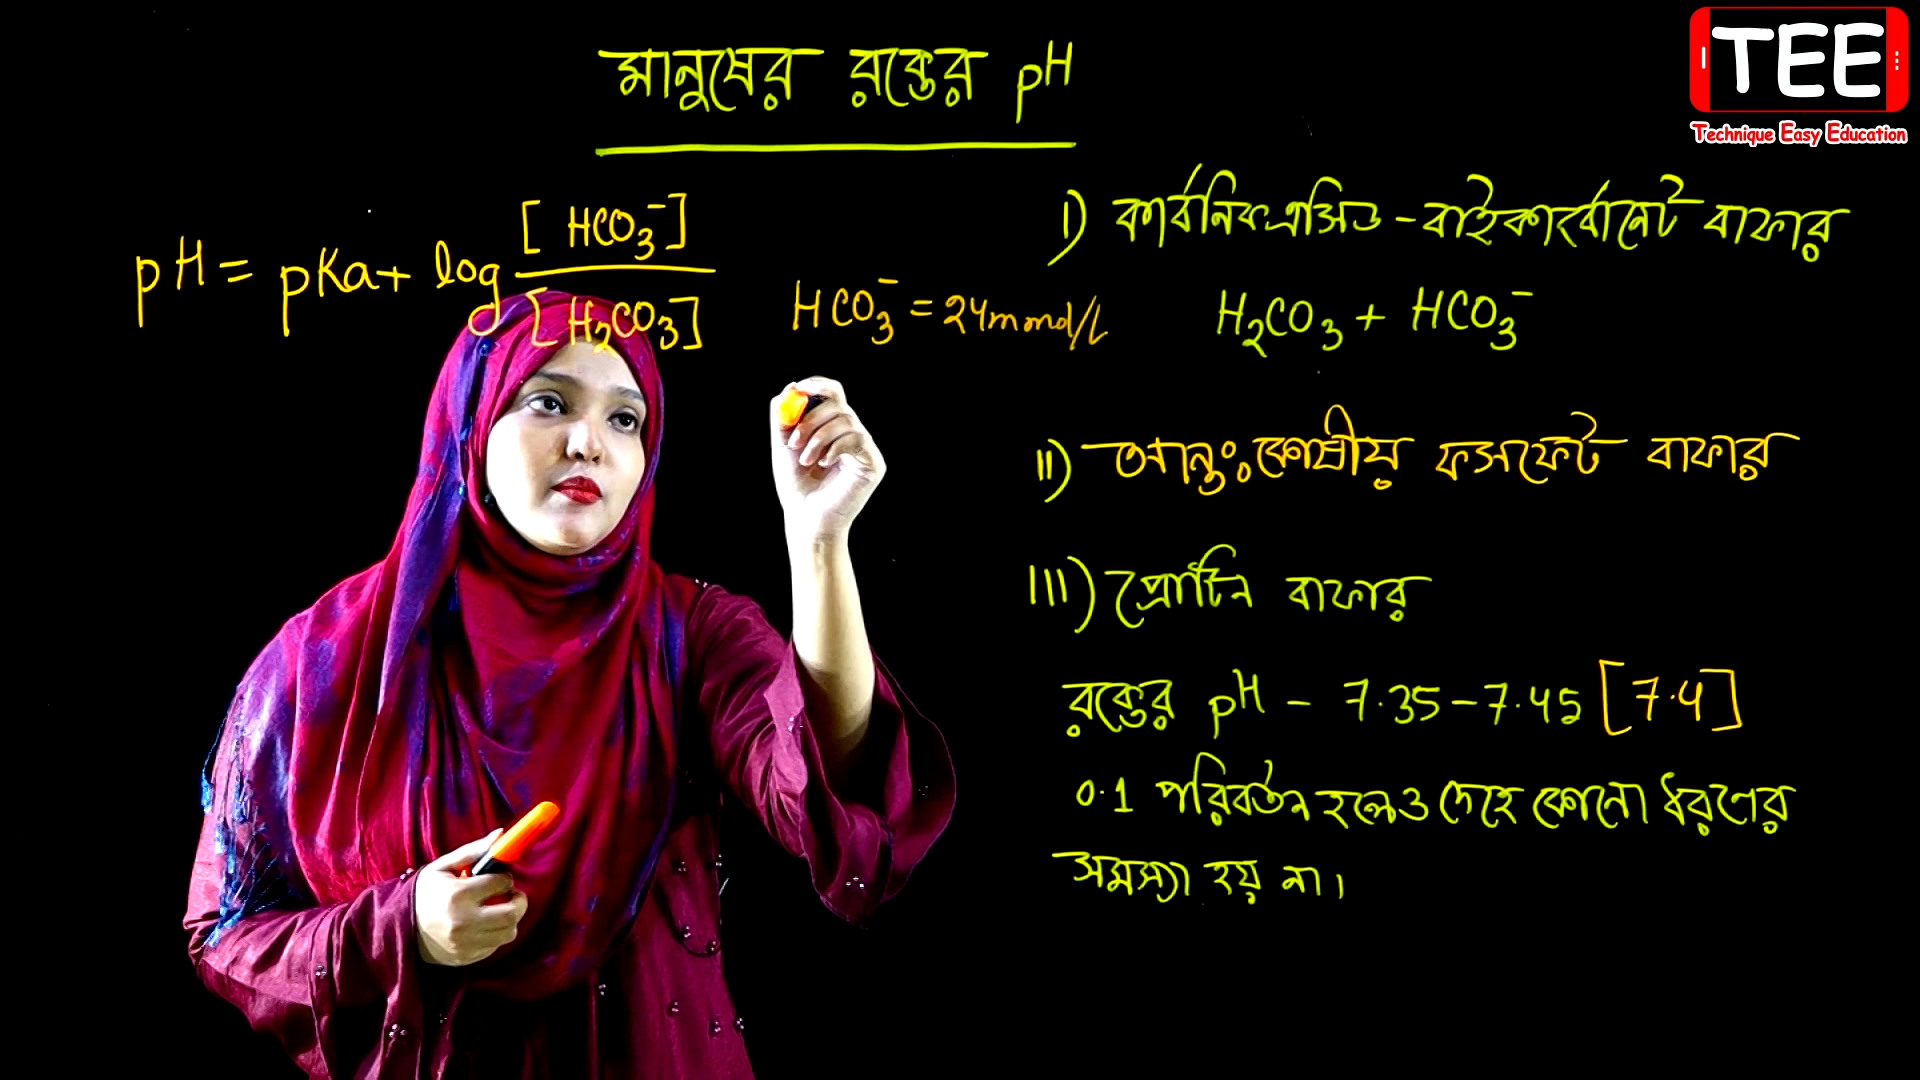 TEE
Technique Easy Education
মানুষের রক্তের pH
pH = pKa + log [HCO₃⁻] / [H₂CO₃]
HCO₃⁻ = 24mmol/L
I) কার্বনিক এসিড - বাইকার্বোনেট বাফার
H₂CO₃ + HCO₃⁻
II) আন্তঃকোষীয় ফসফেট বাফার
III) প্রোটিন বাফার
রক্তের pH - 7.35 - 7.45 [7.4]
0.1 পরিবর্তন হলেও দেহে কোনো ধরণের
সমস্যা হয় না।